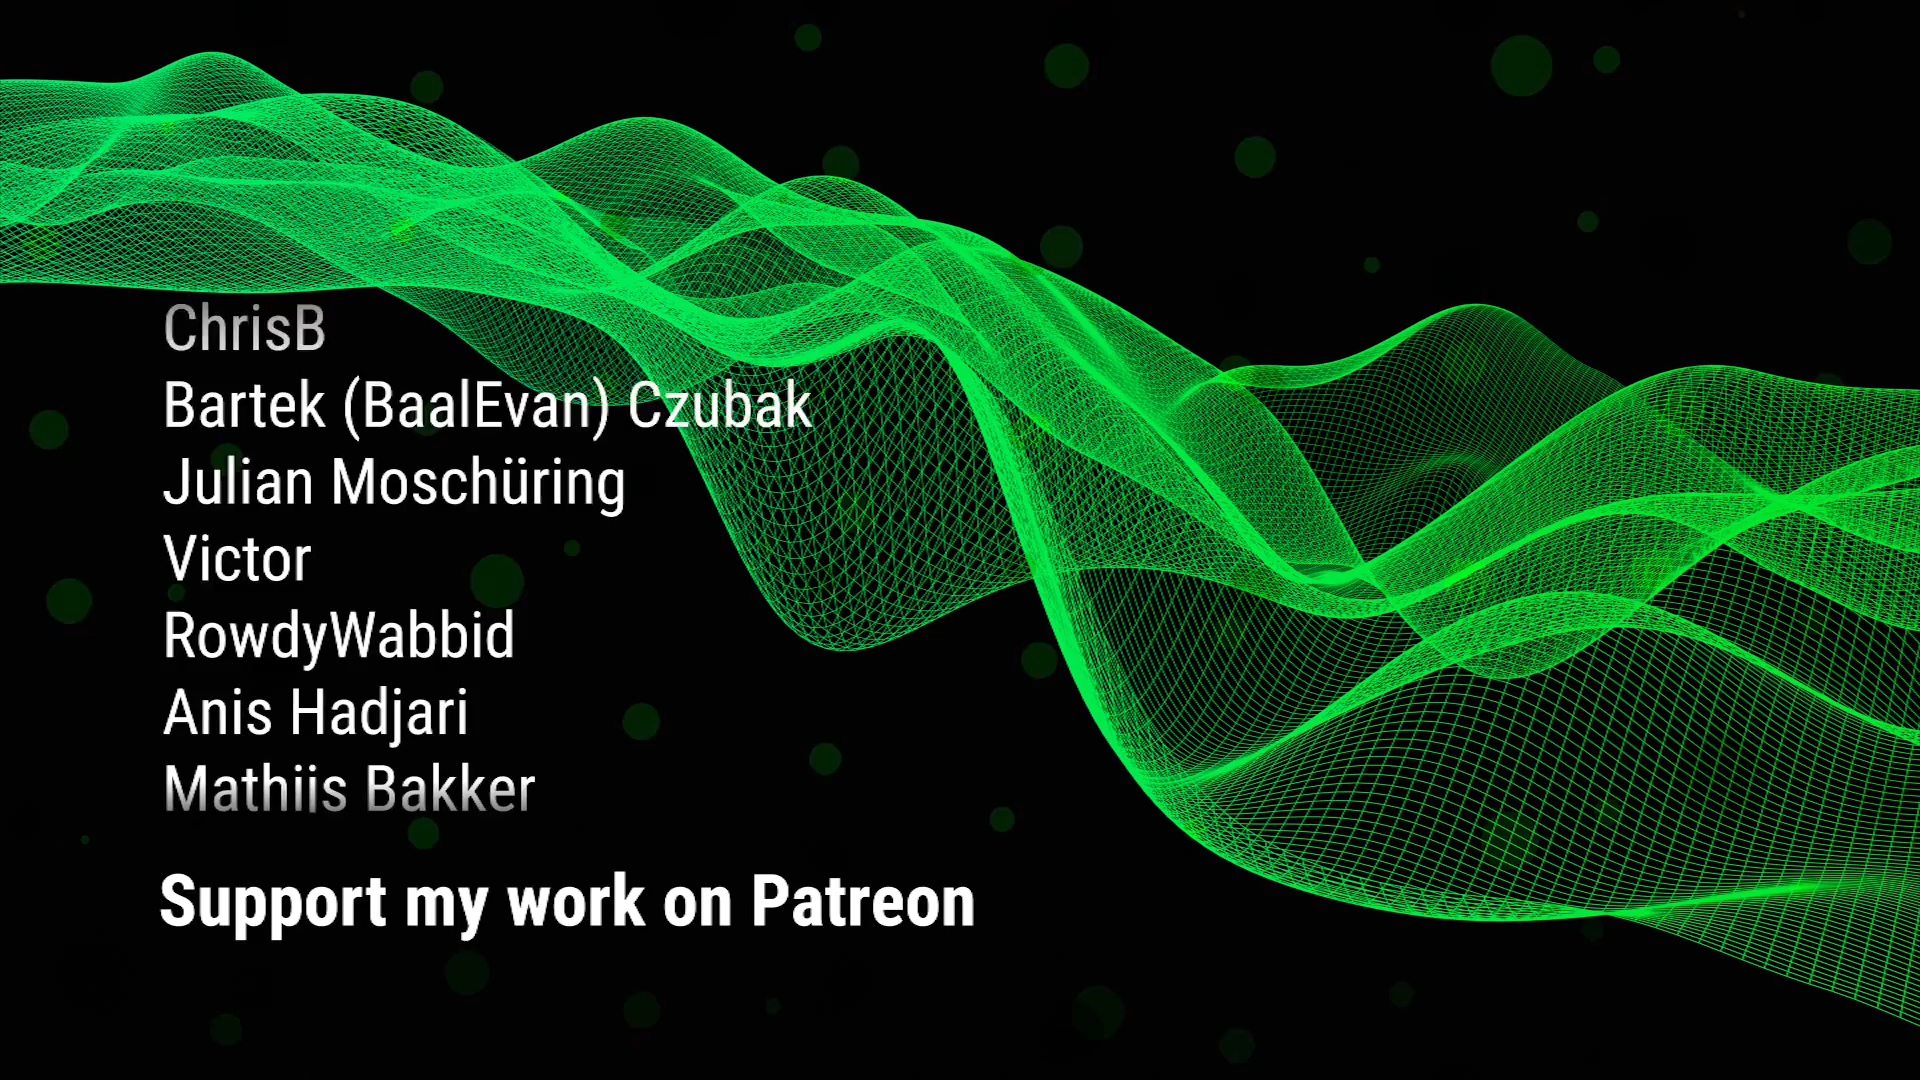 ChrisB
Bartek (BaalEvan) Czubak
Julian Moschüring
Victor
RowdyWabbid
Anis Hadjari
Mathijs Bakker
Support my work on Patreon